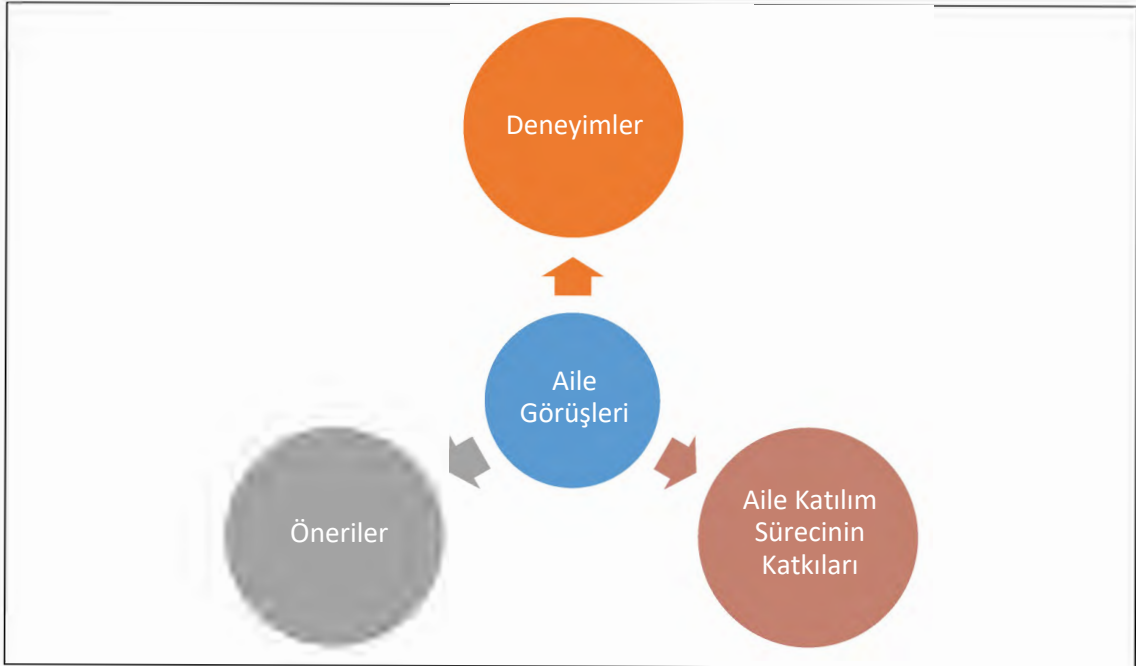 Deneyimler
Aile
Görüşleri
Öneriler
Aile Katılım
Sürecinin
Katkıları